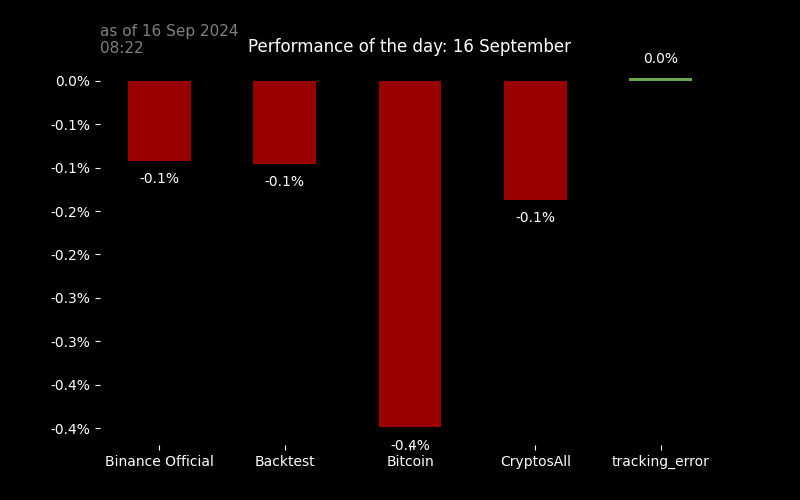 as of 16 Sep 2024
08:22
Performance of the day: 16 September
0.0%
0.0%
-0.1%
-0.1%
-0.1%
-0.1%
-0.2%
-0.1%
-0.2%
-0.3%
-0.3%
-0.4%
-0.4%
-0.4%
Binance Official
Backtest
Bitcoin
CryptosAll
tracking_error